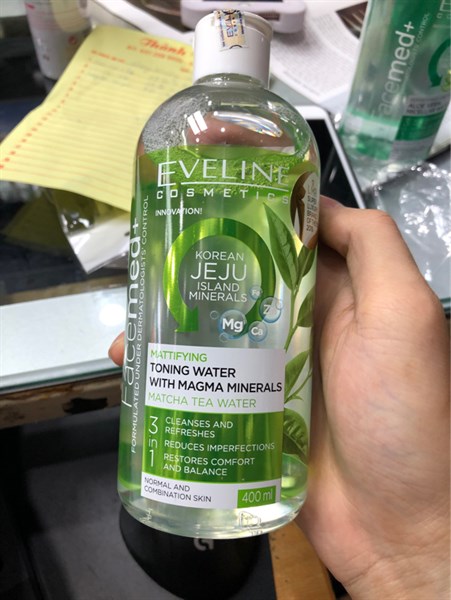 EVELINE
COSMETICS
INNOVATION!
KOREAN
JEJU
ISLAND
MINERALS
Mg
Ca
MATTIFYING
TONING WATER
WITH MAGMA MINERALS
MATCHA TEA WATER
3 in 1
CLEANSES AND
REFRESHES
REDUCES IMPERFECTIONS
RESTORES COMFORT
AND BALANCE
NORMAL AND
COMBINATION SKIN
400 ml
Facemed+
FORMULATED UNDER DERMATOLOGISTS' CONTROL
facemed+